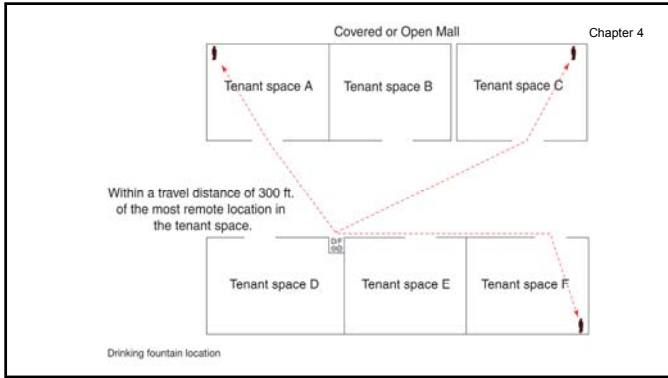 Covered or Open Mall
Chapter 4
Tenant space A
Tenant space B
Tenant space C
Within a travel distance of 300 ft.
of the most remote location in
the tenant space.
D/F
Tenant space D
Tenant space E
Tenant space F
Drinking fountain location